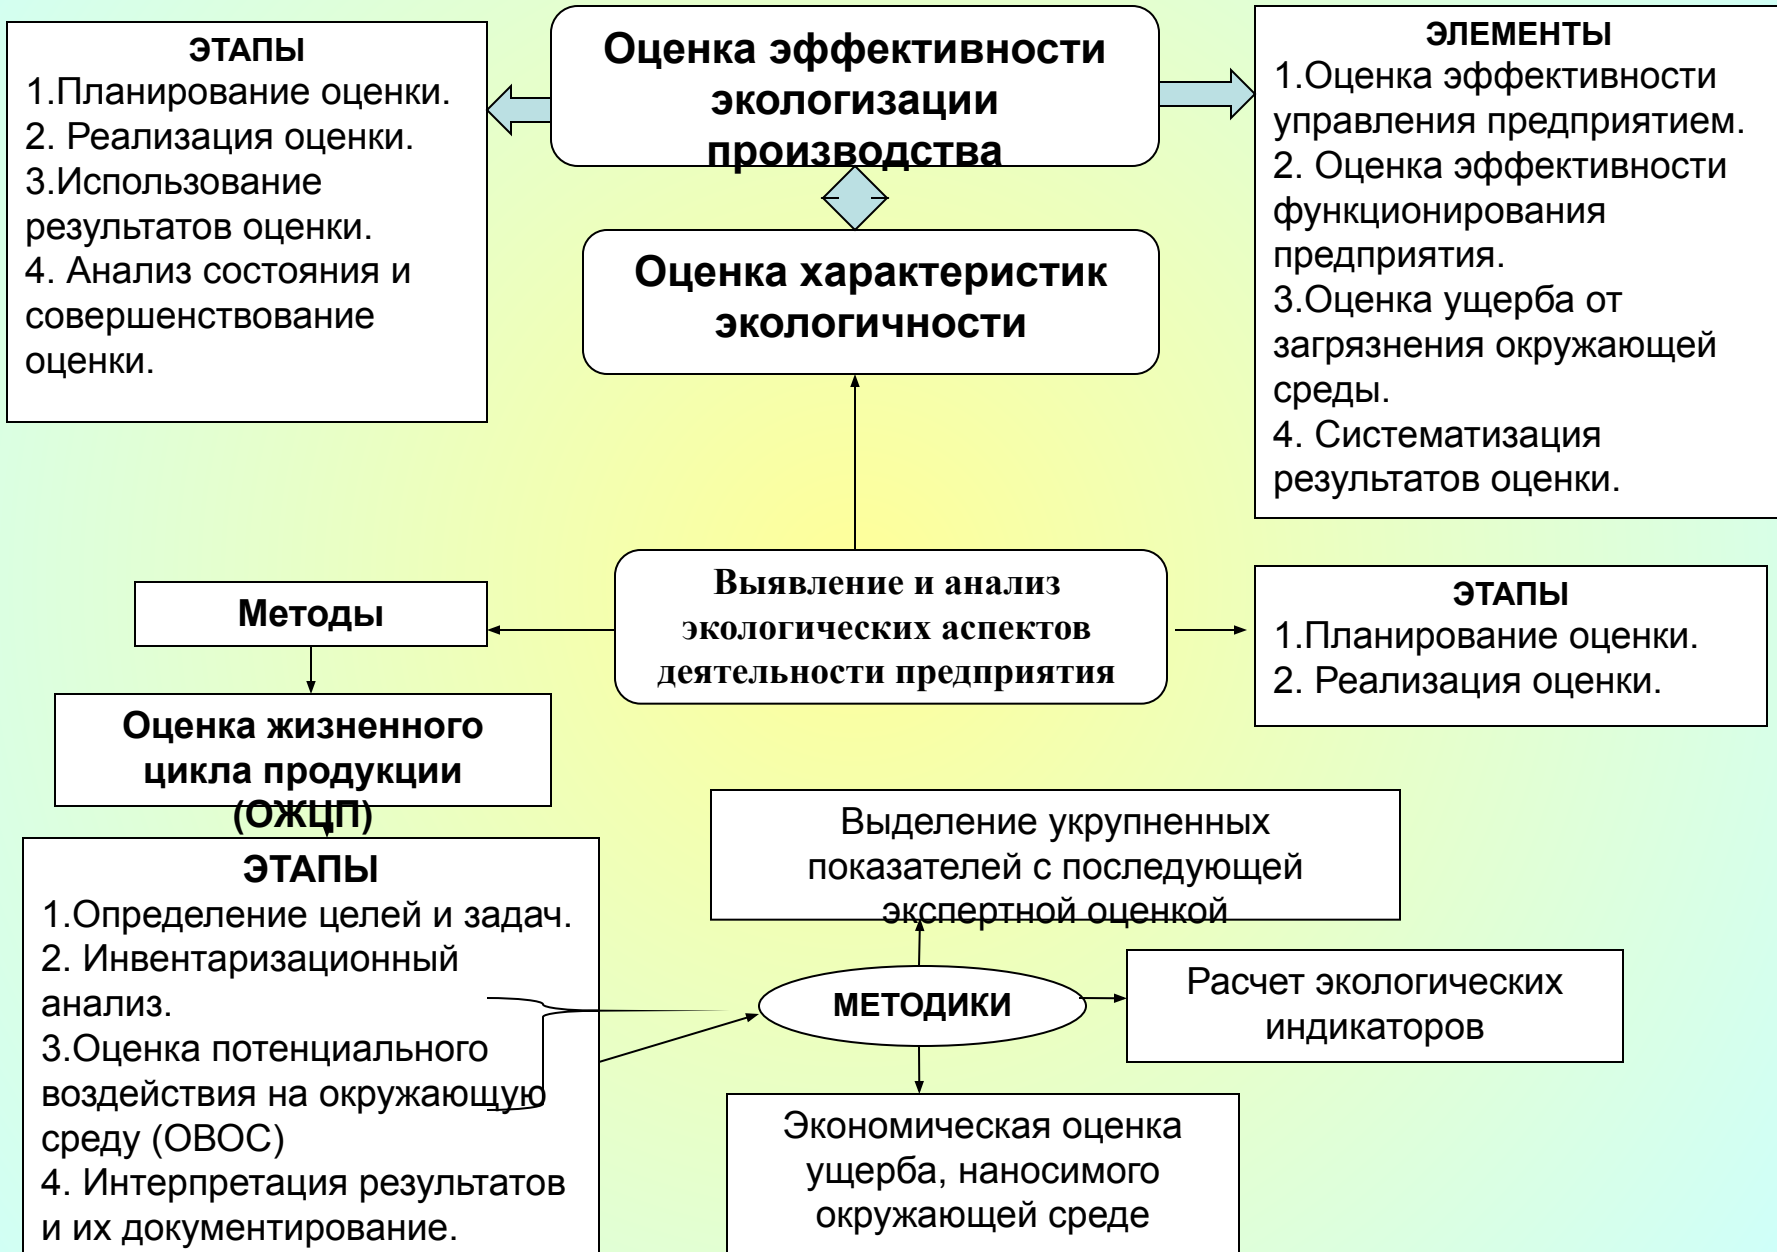 ЭТАПЫ
1.Планирование оценки.
2. Реализация оценки.
3.Использование
результатов оценки.
4. Анализ состояния и
совершенствование
оценки.
Оценка эффективности
экологизации
производства
ЭЛЕМЕНТЫ
1.Оценка эффективности
управления предприятием.
2. Оценка эффективности
функционирования
предприятия.
3.Оценка ущерба от
загрязнения окружающей
среды.
4. Систематизация
результатов оценки.
Оценка характеристик
экологичности
Методы
Выявление и анализ
экологических аспектов
деятельности предприятия
ЭТАПЫ
1.Планирование оценки.
2. Реализация оценки.
Оценка жизненного
цикла продукции
(ОЖЦП)
ЭТАПЫ
1.Определение целей и задач.
2. Инвентаризационный
анализ.
3.Оценка потенциального
воздействия на окружающую
среду (ОВОС)
4. Интерпретация результатов
и их документирование.
Выделение укрупненных
показателей с последующей
экспертной оценкой
МЕТОДИКИ
Расчет экологических
индикаторов
Экономическая оценка
ущерба, наносимого
окружающей среде